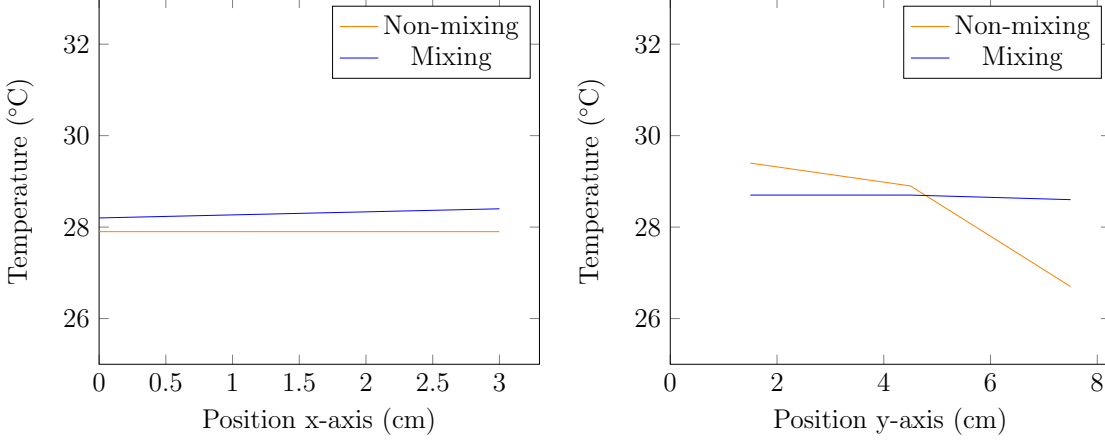 Non-mixing
Mixing
Temperature (°C)
32
30
28
26
0
0.5
1
1.5
2
2.5
3
Position x-axis (cm)
Non-mixing
Mixing
Temperature (°C)
32
30
28
26
0
2
4
6
8
Position y-axis (cm)